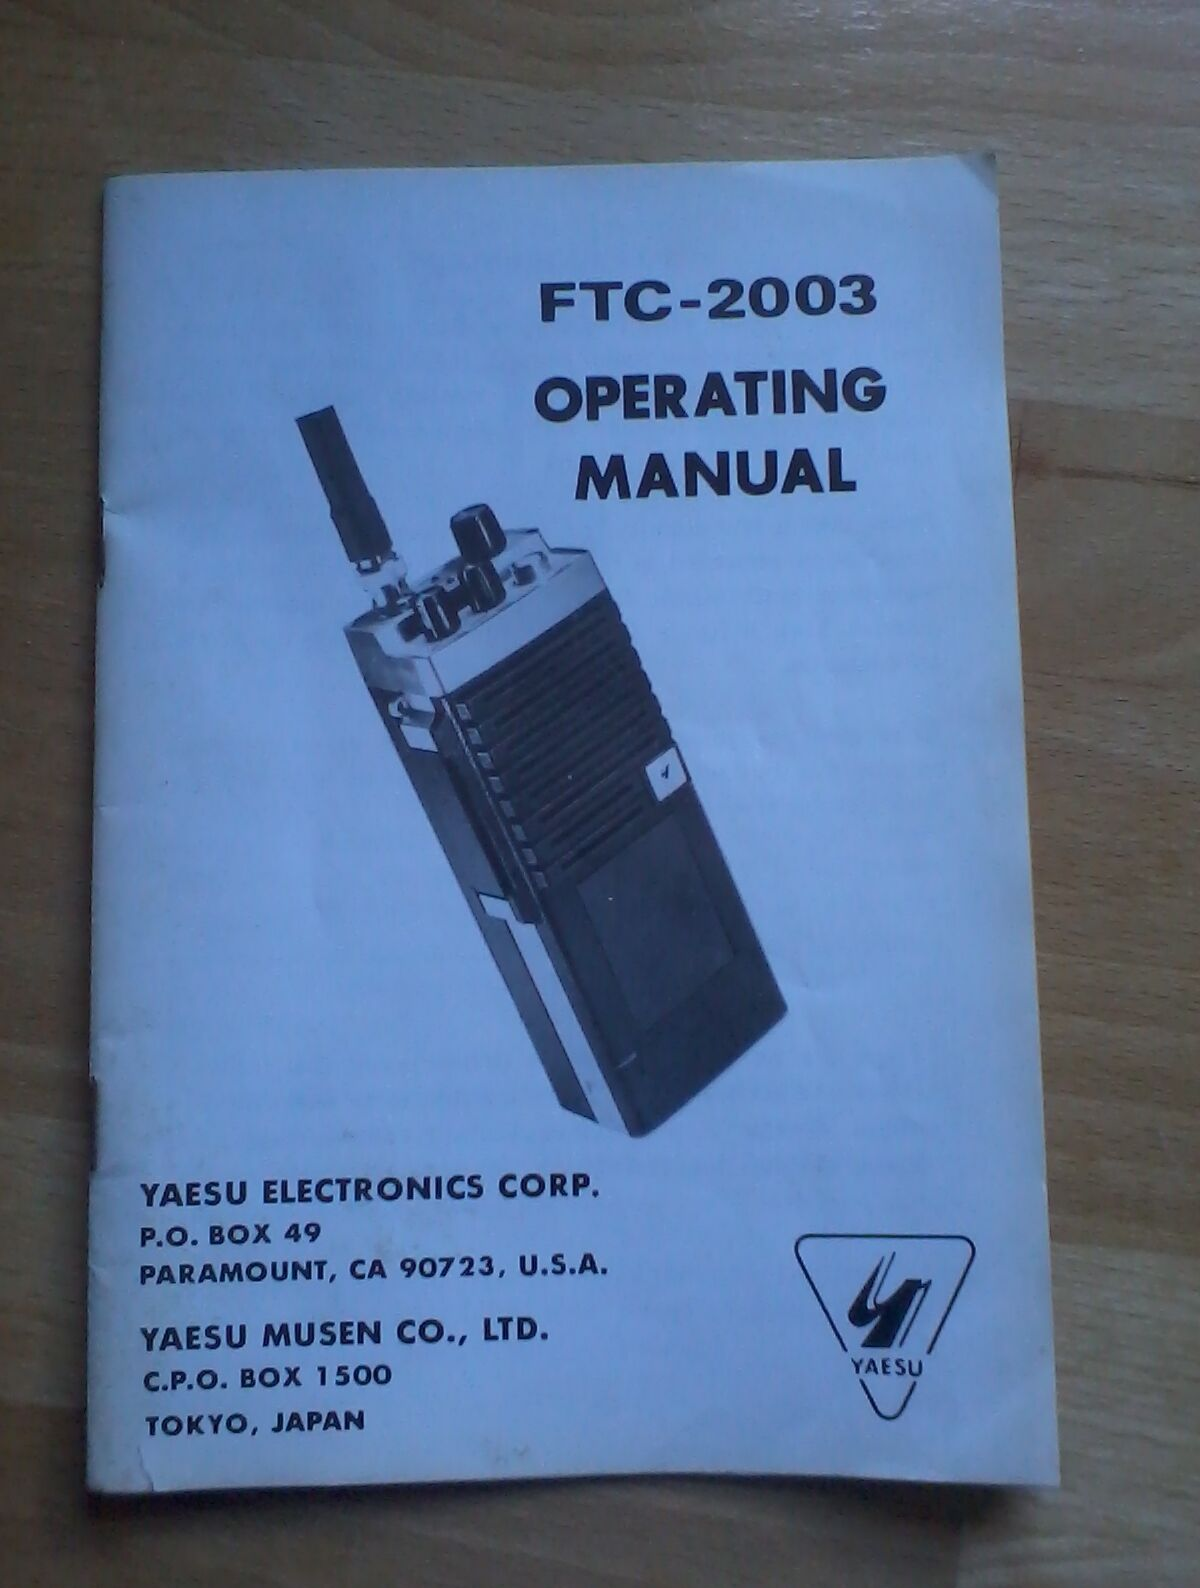 FTC-2003
OPERATING
MANUAL
YAESU ELECTRONICS CORP.
P.O. BOX 49
PARAMOUNT, CA 90723, U.S.A.
YAESU MUSEN CO., LTD.
C.P.O. BOX 1500
TOKYO, JAPAN
YAESU